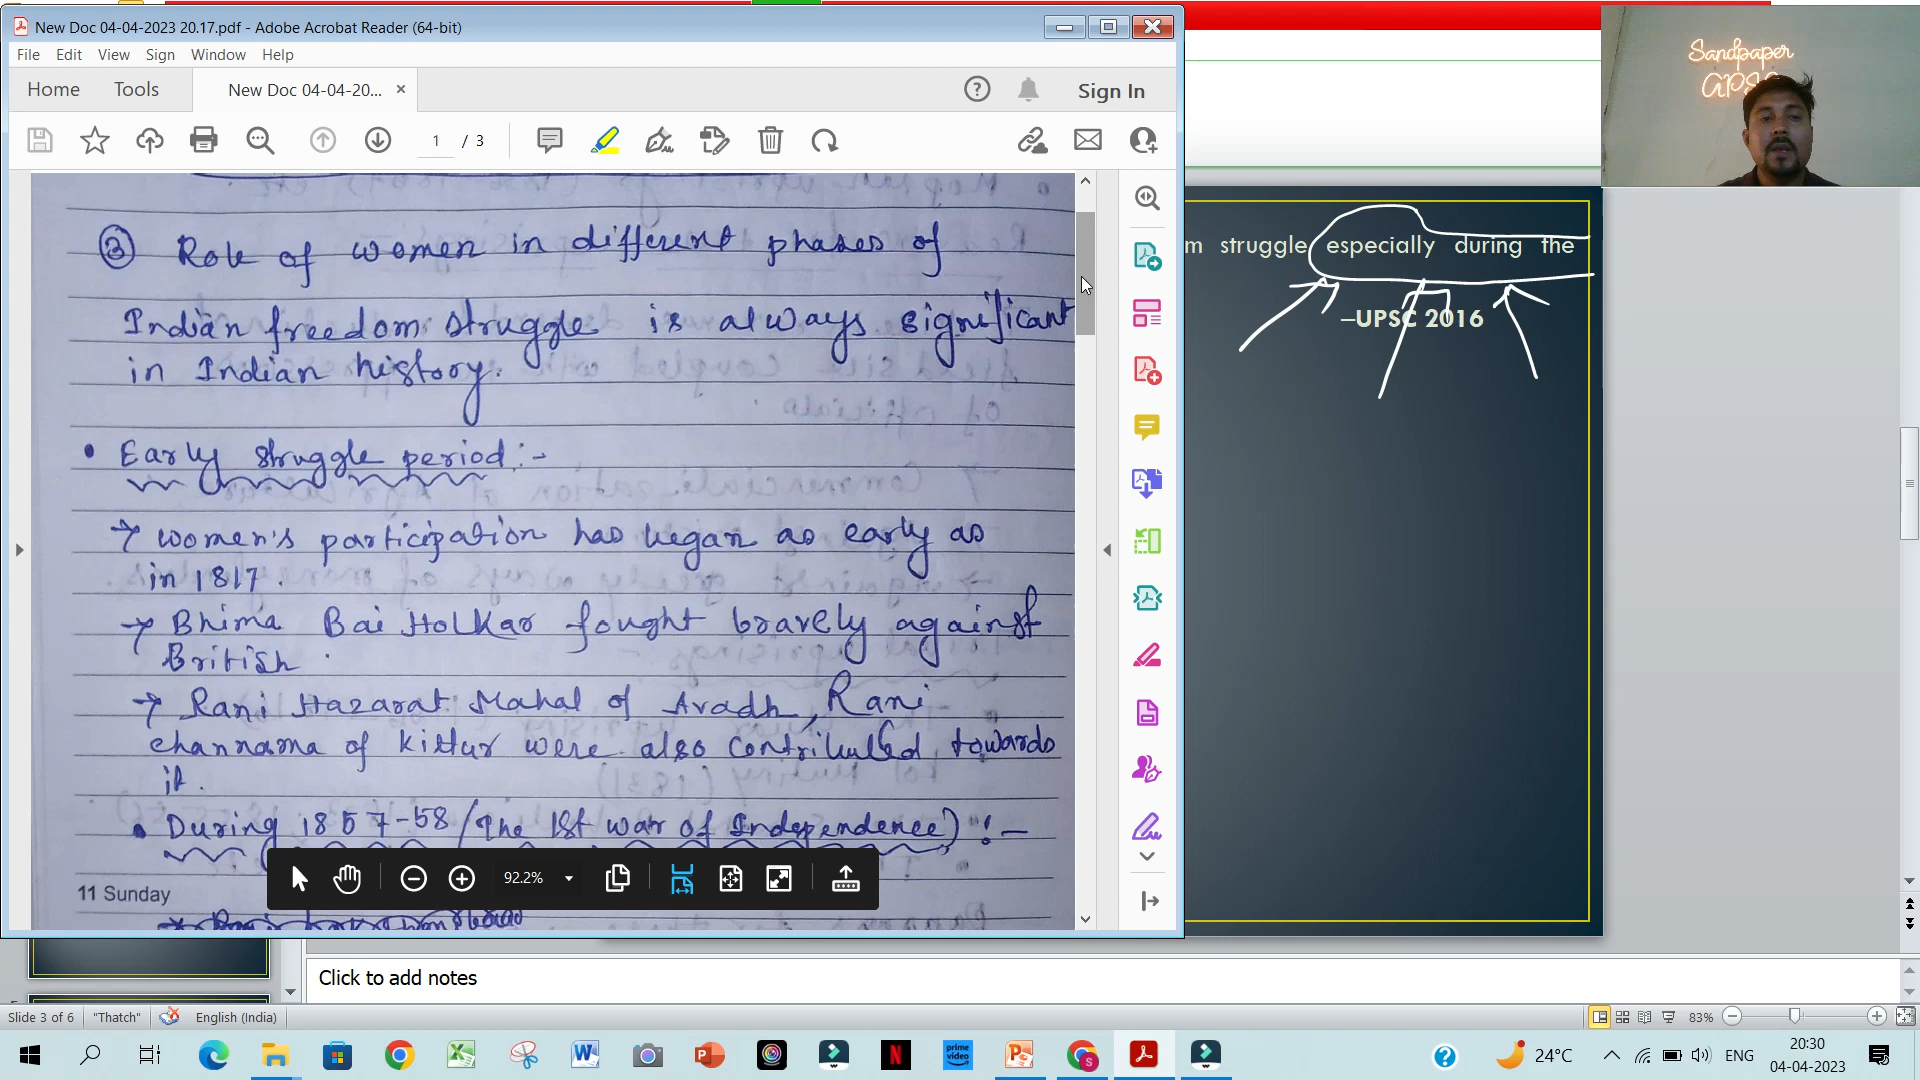 New Doc 04-04-2023 20.17.pdf - Adobe Acrobat Reader (64-bit)
File Edit View Sign Window Help
Home Tools New Doc 04-04-20... × Sign In
1 / 3
③ Role of women in different phases of
Indian freedom struggle is always significant
in Indian history.
• Early struggle period :-
→ women's participation has began as early as
in 1817.
→ Bhima Bai Holkar fought bravely against
British.
→ Rani Hazarat Mahal of Avadh, Rani
channama of kittur were also contributed towards
it.
• During 1857-58/The 1st war of Independence) :-
11 Sunday
92.2%
struggle especially during the
–UPSC 2016
Sandpaper
APSC
Click to add notes
Slide 3 of 6 "Thatch" English (India) 83%
prime video
24°C ENG 20:30
04-04-2023